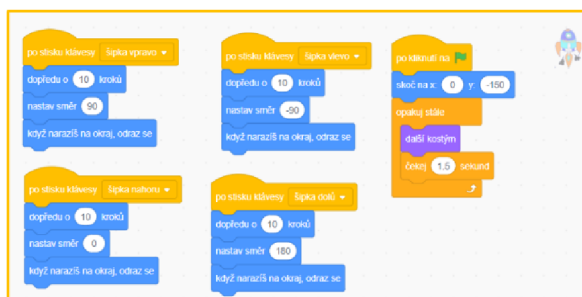 po stisku klávesy šipka vpravo
dopředu o 10 kroků
nastav směr 90
když narazíš na okraj, odraz se
po stisku klávesy šipka vlevo
dopředu o 10 kroků
nastav směr -90
když narazíš na okraj, odraz se
po kliknutí na
skoč na x: 0 y: -150
opakuj stále
další kostým
čekej 1.5 sekund
po stisku klávesy šipka nahoru
dopředu o 10 kroků
nastav směr 0
když narazíš na okraj, odraz se
po stisku klávesy šipka dolů
dopředu o 10 kroků
nastav směr 180
když narazíš na okraj, odraz se